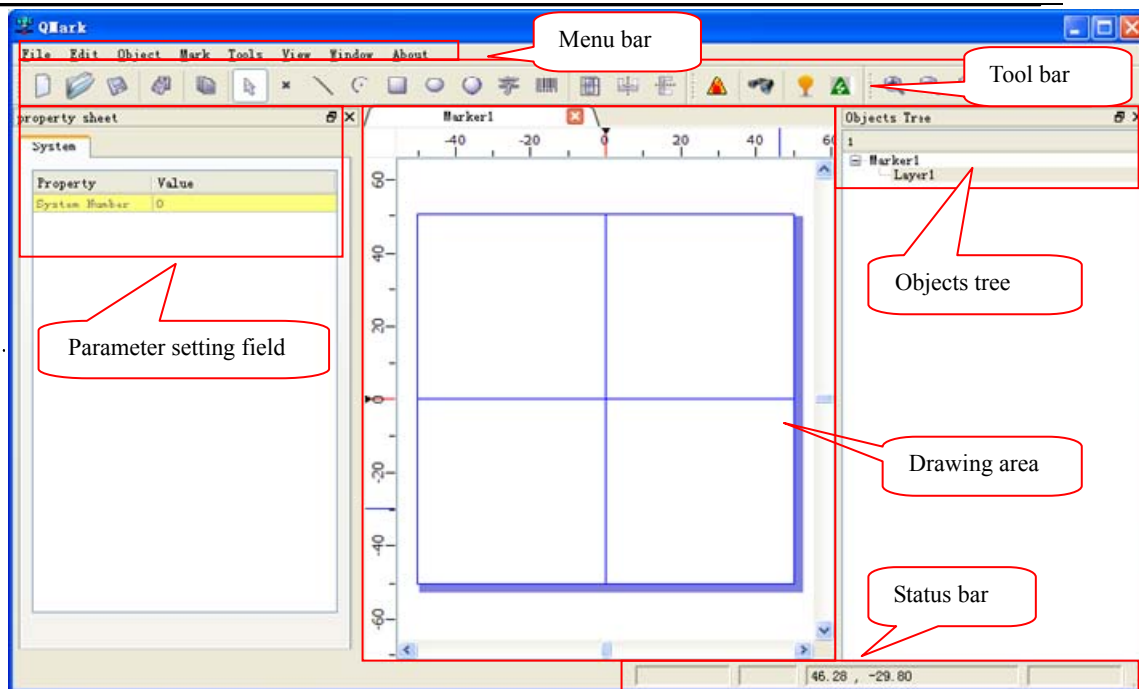 QMark
Menu bar
File Edit Object Mark Tools View Window About
Tool bar
property sheet
Marker1
Objects Tree
System
-40 -20 0 20 40 60
1
Marker1
Layer1
Property Value
System Number 0
60
40
20
0
-20
-40
-60
Objects tree
Parameter setting field
Drawing area
Status bar
46.28 , -29.80